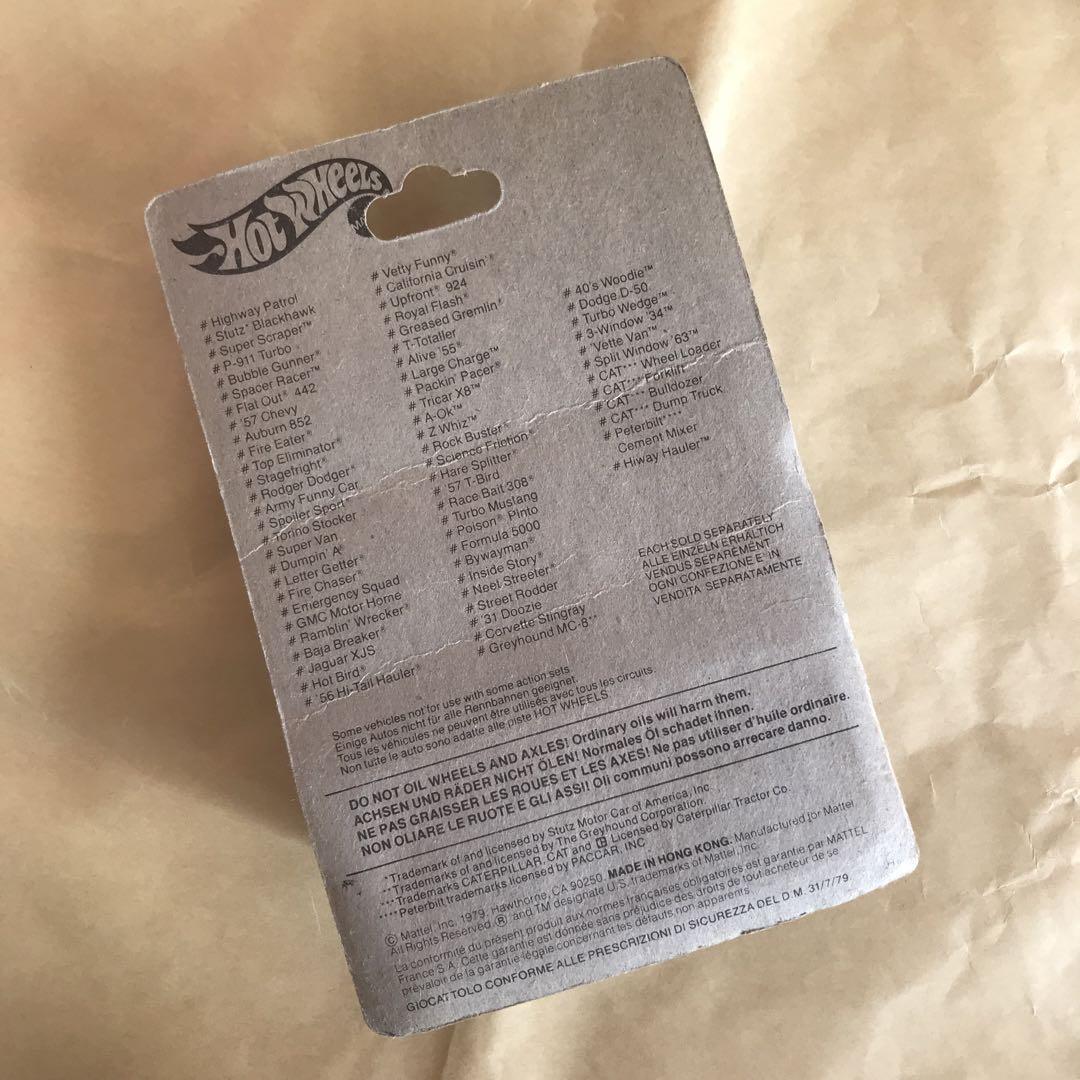 Hot Wheels
# Highway Patrol
# Stutz* Blackhawk
# Super Scraper™
# P-911 Turbo
# Bubble Gunner®
# Spacer Racer™
# Flat Out® 442
# '57 Chevy
# Auburn 852
# Fire Eater®
# Top Eliminator®
# Stagefright®
# Rodger Dodger®
# Army Funny Car
# Spoiler Sport®
# Torino Stocker
# Super Van
# Dumpin' A®
# Letter Getter®
# Fire Chaser®
# Emergency Squad
# GMC Motor Home
# Ramblin' Wrecker®
# Baja Breaker®
# Jaguar XJS
# Hot Bird®
# '56 Hi-Tail Hauler®
# Vetty Funny®
# California Cruisin'®
# Upfront® 924
# Royal Flash®
# Greased Gremlin®
# T-Totaller
# Alive '55®
# Large Charge™
# Packin' Pacer®
# Tricar X8™
# A-Ok™
# Z Whiz™
# Rock Buster®
# Science Friction®
# Hare Splitter®
# '57 T-Bird
# Race Bait 308®
# Turbo Mustang
# Poison® Pinto
# Formula 5000
# Bywayman®
# Inside Story®
# Neet Streeter®
# Street Rodder
# '31 Doozie
# Corvette Stingray
# Greyhound MC-8**
# 40's Woodie™
# Dodge D-50
# Turbo Wedge™
# 3-Window '34™
# 'Vette Van™
# Split Window '63™
# CAT*** Wheel Loader
# CAT*** Forklift
# CAT*** Bulldozer
# CAT*** Dump Truck
# Peterbilt****
Cement Mixer
# Hiway Hauler™
EACH SOLD SEPARATELY
ALLE EINZELN ERHÄLTICH
VENDUS SEPAREMENT
OGNI CONFEZIONE E' IN
VENDITA SEPARATAMENTE
Some vehicles not for use with some action sets.
Einige Autos nicht für alle Rennbahnen geeignet.
Tous les véhicules ne peuvent être utilisés avec tous les circuits.
Non tutte le auto sono adatte alle piste HOT WHEELS
DO NOT OIL WHEELS AND AXLES! Ordinary oils will harm them.
ACHSEN UND RÄDER NICHT ÖLEN! Normales Öl schadet ihnen.
NE PAS GRAISSER LES ROUES ET LES AXES! Ne pas utiliser d'huile ordinaire.
NON OLIARE LE RUOTE E GLI ASSI! Oli communi possono arrecare danno.
*Trademark of and licensed by Stutz Motor Car of America, Inc.
**Trademarks of and licensed by The Greyhound Corporation.
***Trademarks CATERPILLAR, CAT and Licensed by Caterpillar Tractor Co.
****Peterbilt trademarks licensed by PACCAR, INC
© Mattel, Inc. 1979, Hawthorne, CA 90250. MADE IN HONG KONG. Manufactured for Mattel
All Rights Reserved. ® and TM designate U.S. trademarks of Mattel, Inc.
La conformité du présent produit aux normes françaises obligatoires est garantie par MATTEL
France S.A. Cette garantie est donnée sans préjudice des droits de tout acheteur de se
prévaloir de la garantie légale concernant les défauts non apparents.
GIOCATTOLO CONFORME ALLE PRESCRIZIONI DI SICUREZZA DEL D.M. 31/7/79.